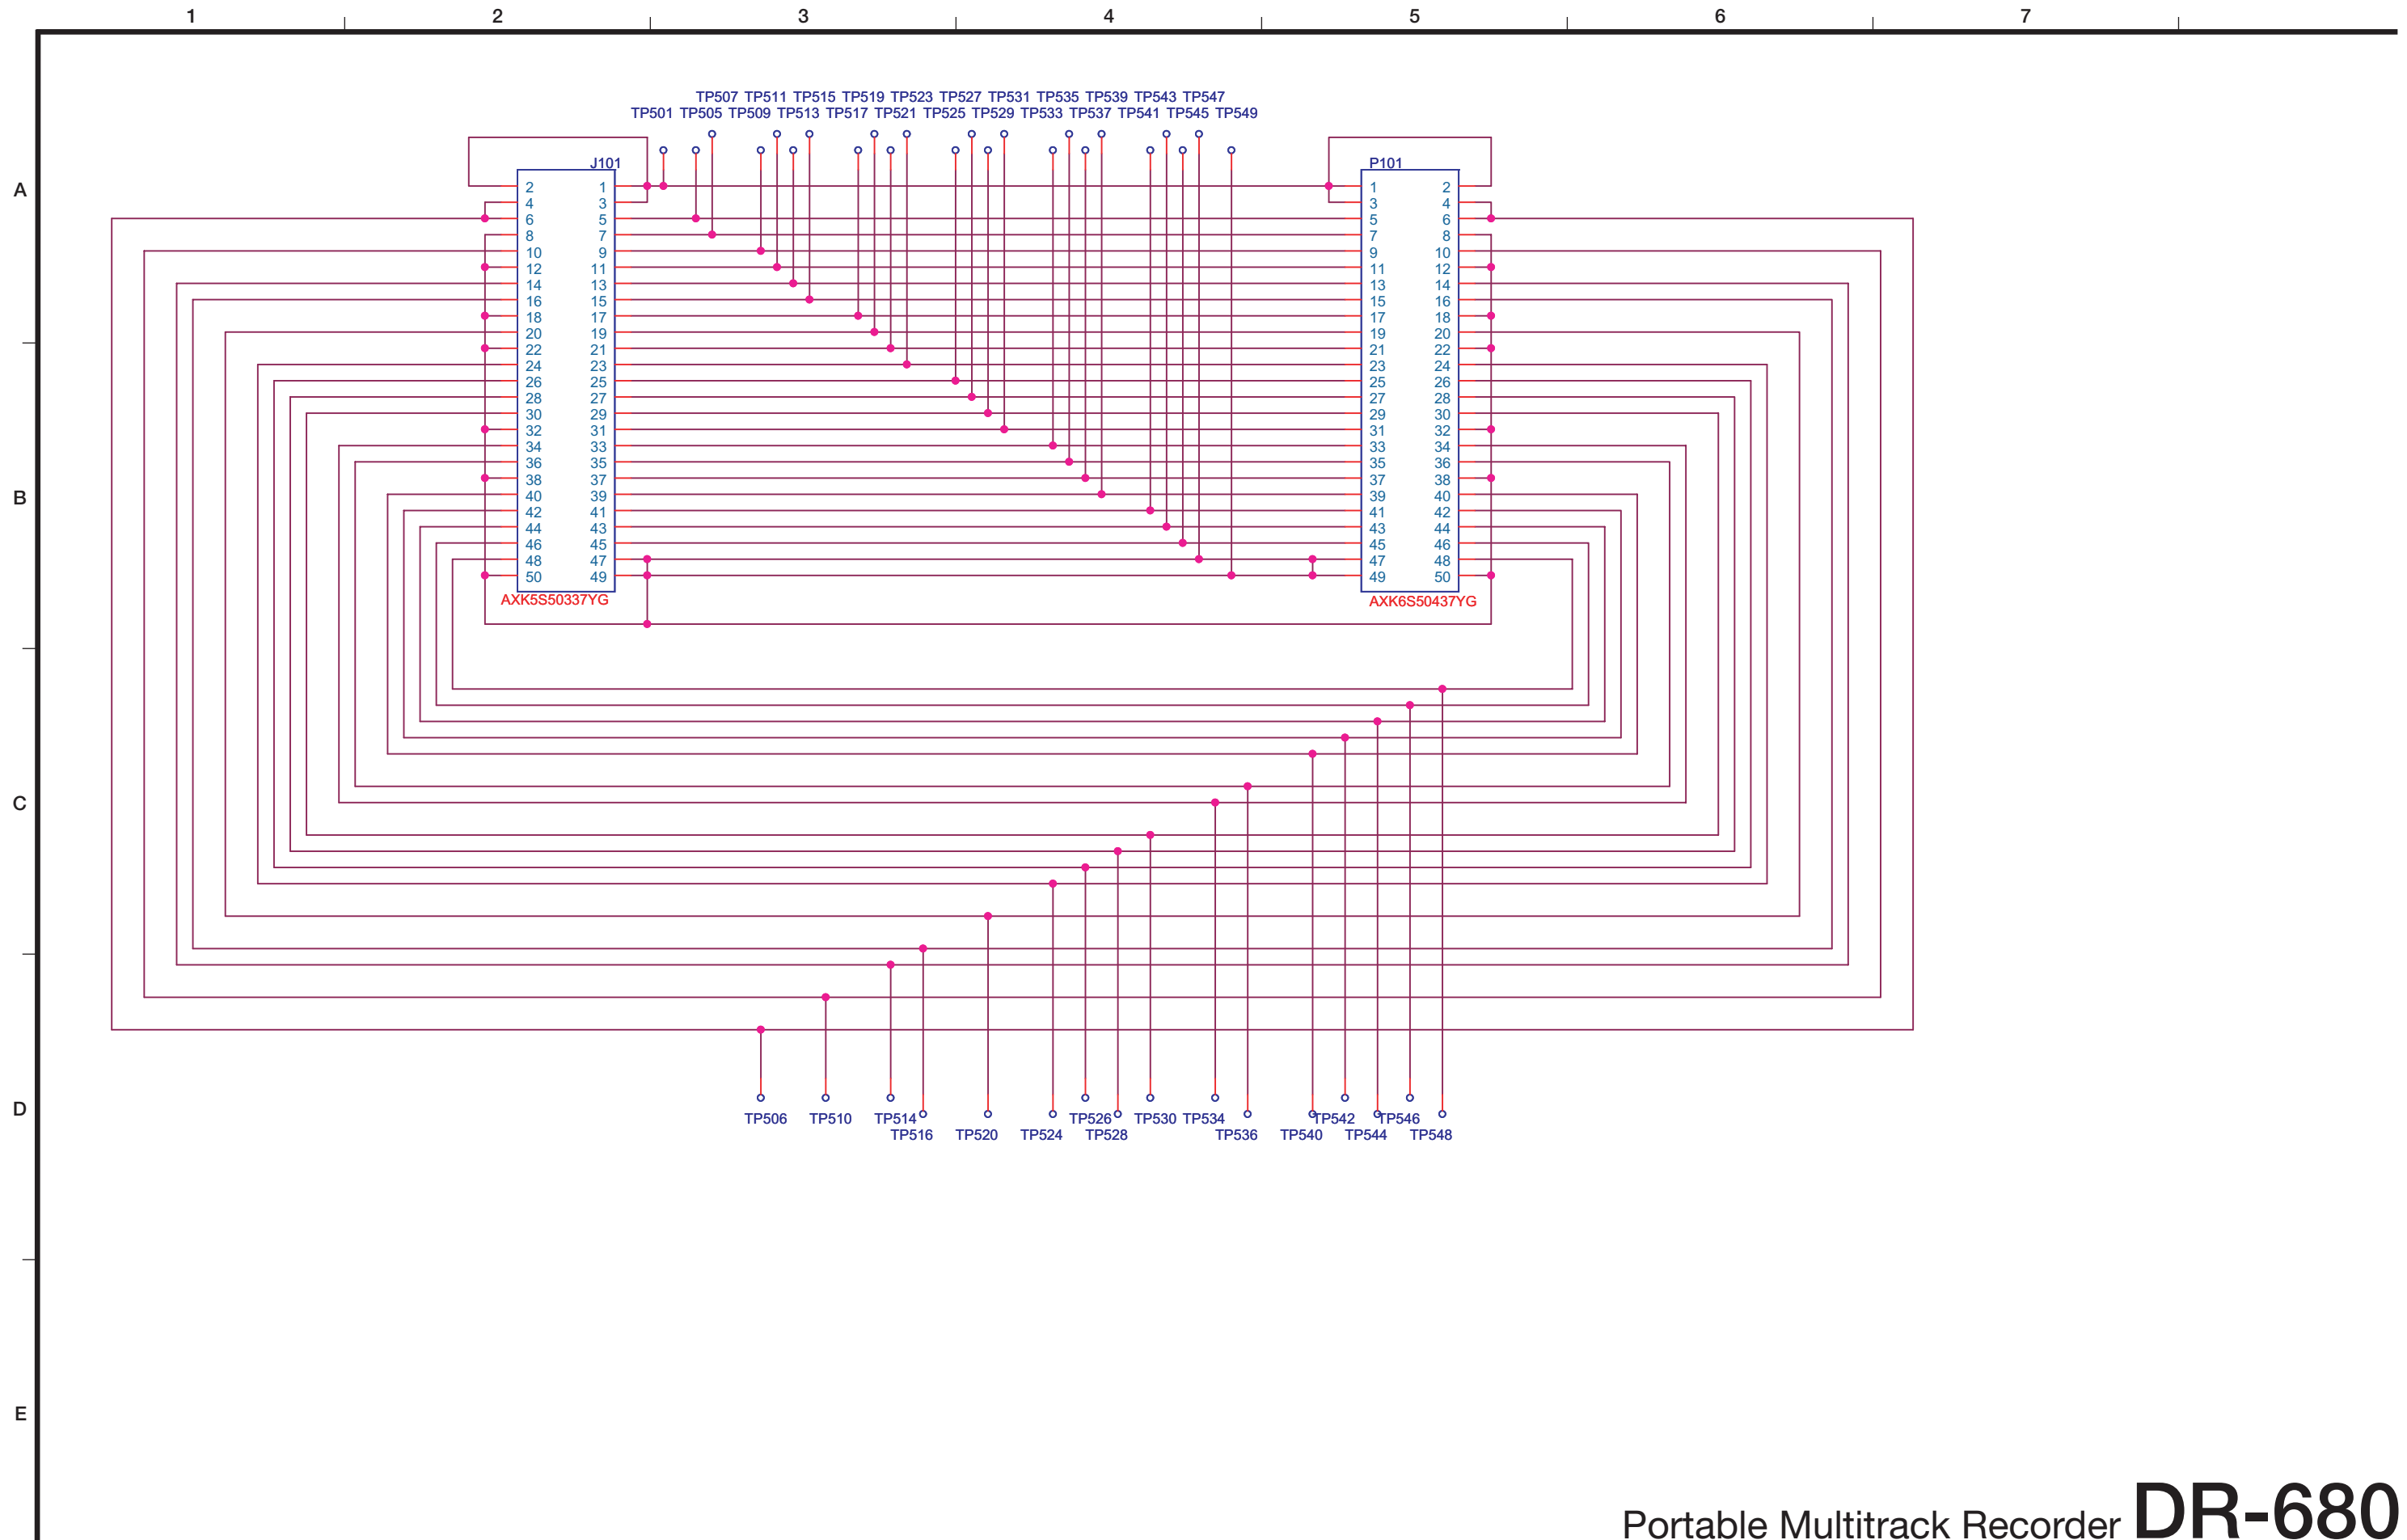 1 2 3 4 5 6 7
TP507 TP511 TP515 TP519 TP523 TP527 TP531 TP535 TP539 TP543 TP547
TP501 TP505 TP509 TP513 TP517 TP521 TP525 TP529 TP533 TP537 TP541 TP545 TP549
J101 P101
A
2 1 1 2
4 3 3 4
6 5 5 6
8 7 7 8
10 9 9 10
12 11 11 12
14 13 13 14
16 15 15 16
18 17 17 18
20 19 19 20
22 21 21 22
24 23 23 24
26 25 25 26
28 27 27 28
30 29 29 30
32 31 31 32
34 33 33 34
36 35 35 36
38 37 37 38
B
40 39 39 40
42 41 41 42
44 43 43 44
46 45 45 46
48 47 47 48
50 49 49 50
AXK5S50337YG AXK6S50437YG
C
D
TP506 TP510 TP514 TP526 TP530 TP534 TP542 TP546
TP516 TP520 TP524 TP528 TP536 TP540 TP544 TP548
E
Portable Multitrack Recorder DR-680